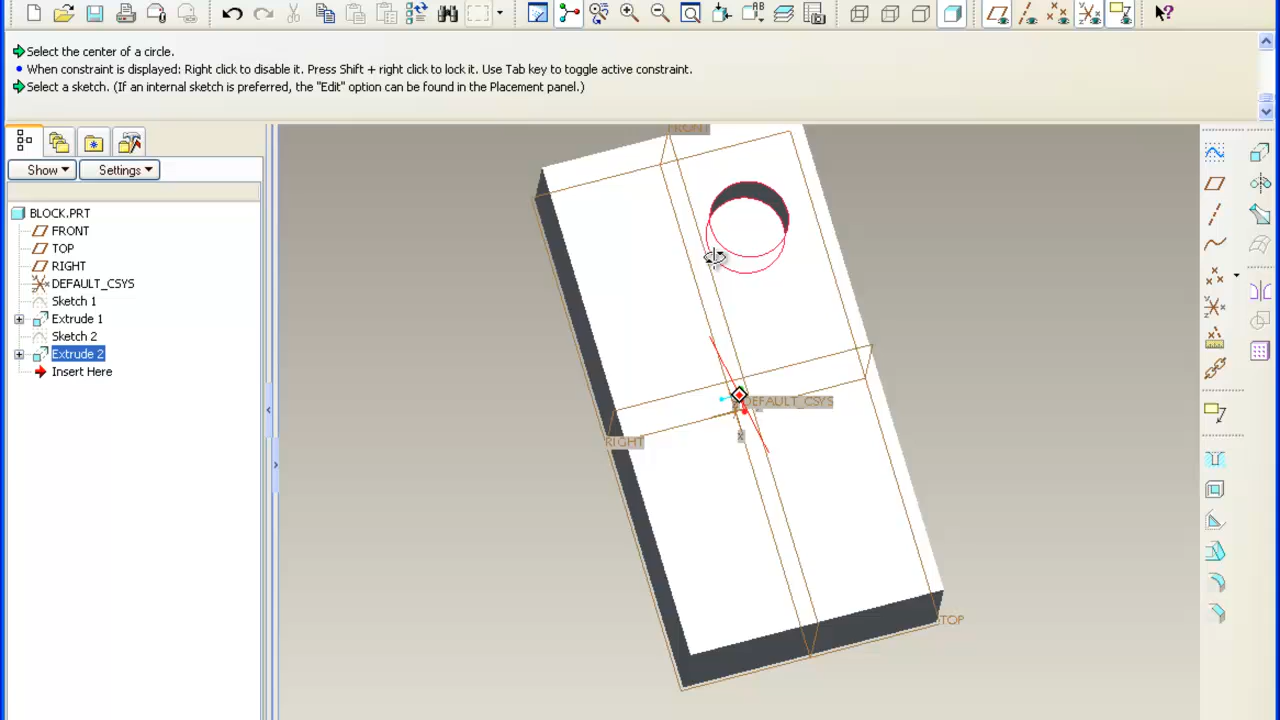 Select the center of a circle.
When constraint is displayed: Right click to disable it. Press Shift + right click to lock it. Use Tab key to toggle active constraint.
Select a sketch. (If an internal sketch is preferred, the "Edit" option can be found in the Placement panel.)
Show
Settings
BLOCK.PRT
FRONT
TOP
RIGHT
DEFAULT_CSYS
Sketch 1
Extrude 1
Sketch 2
Extrude 2
Insert Here
FRONT
DEFAULT_CSYS
X
RIGHT
TOP